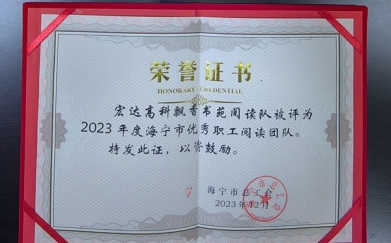 荣誉证书
HONORARY CREDENTIAL
宏达高科飘香书苑阅读队被评为
2023年度海宁市优秀职工阅读团队。
特发此证，以资鼓励。
海宁市总工会
2023年12月